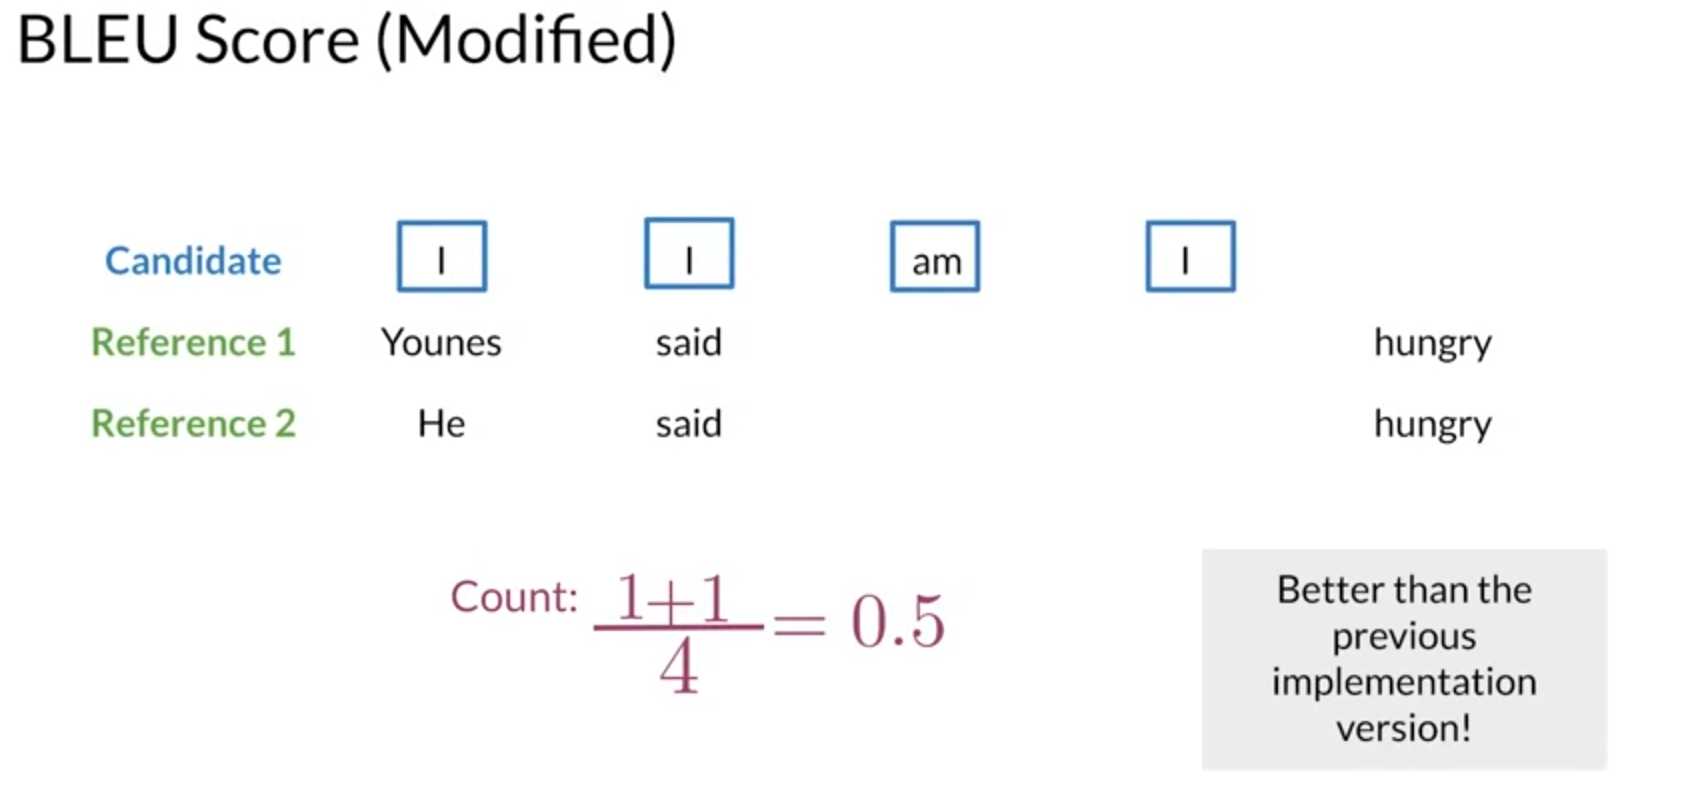 BLEU Score (Modified)
Candidate I I am I
Reference 1 Younes said hungry
Reference 2 He said hungry
Count: 1+1/4 = 0.5
Better than the
previous
implementation
version!